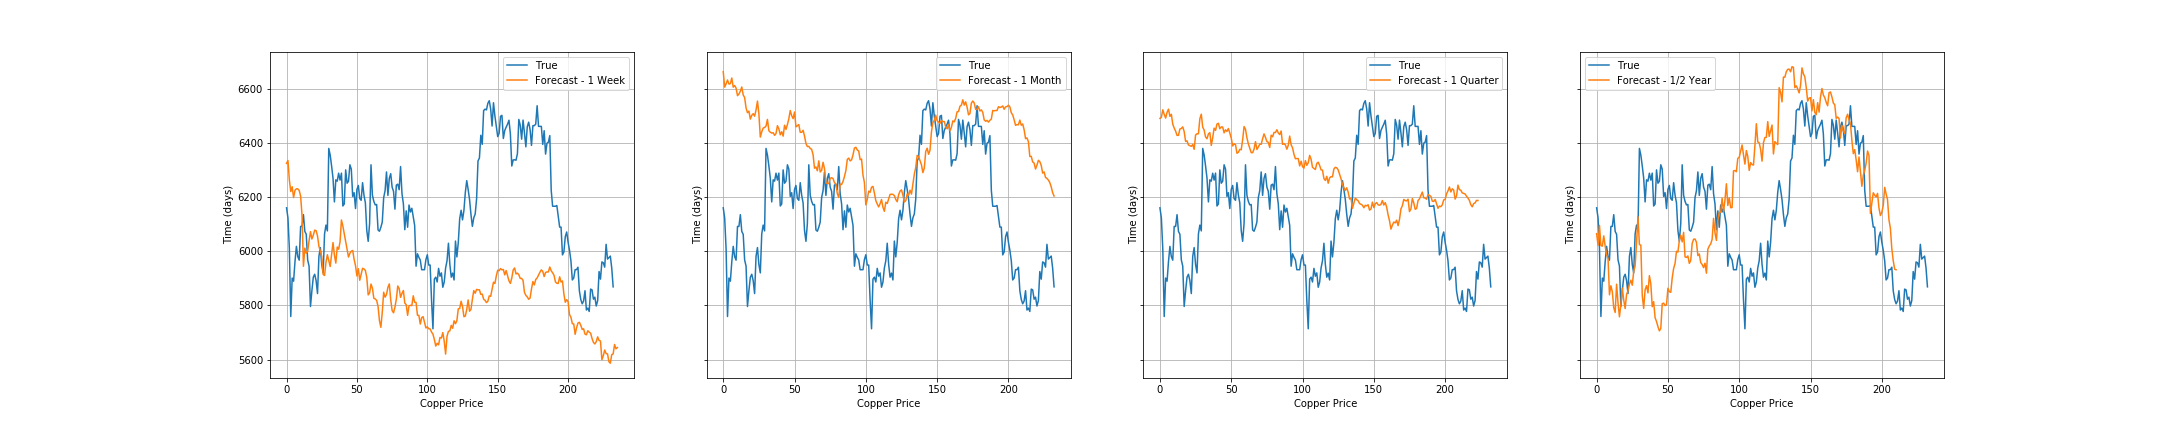 True
Forecast - 1 Week
6600
6400
6200
6000
5800
5600
Time (days)
0 50 100 150 200
Copper Price
True
Forecast - 1 Month
Time (days)
0 50 100 150 200
Copper Price
True
Forecast - 1 Quarter
Time (days)
0 50 100 150 200
Copper Price
True
Forecast - 1/2 Year
Time (days)
0 50 100 150 200
Copper Price